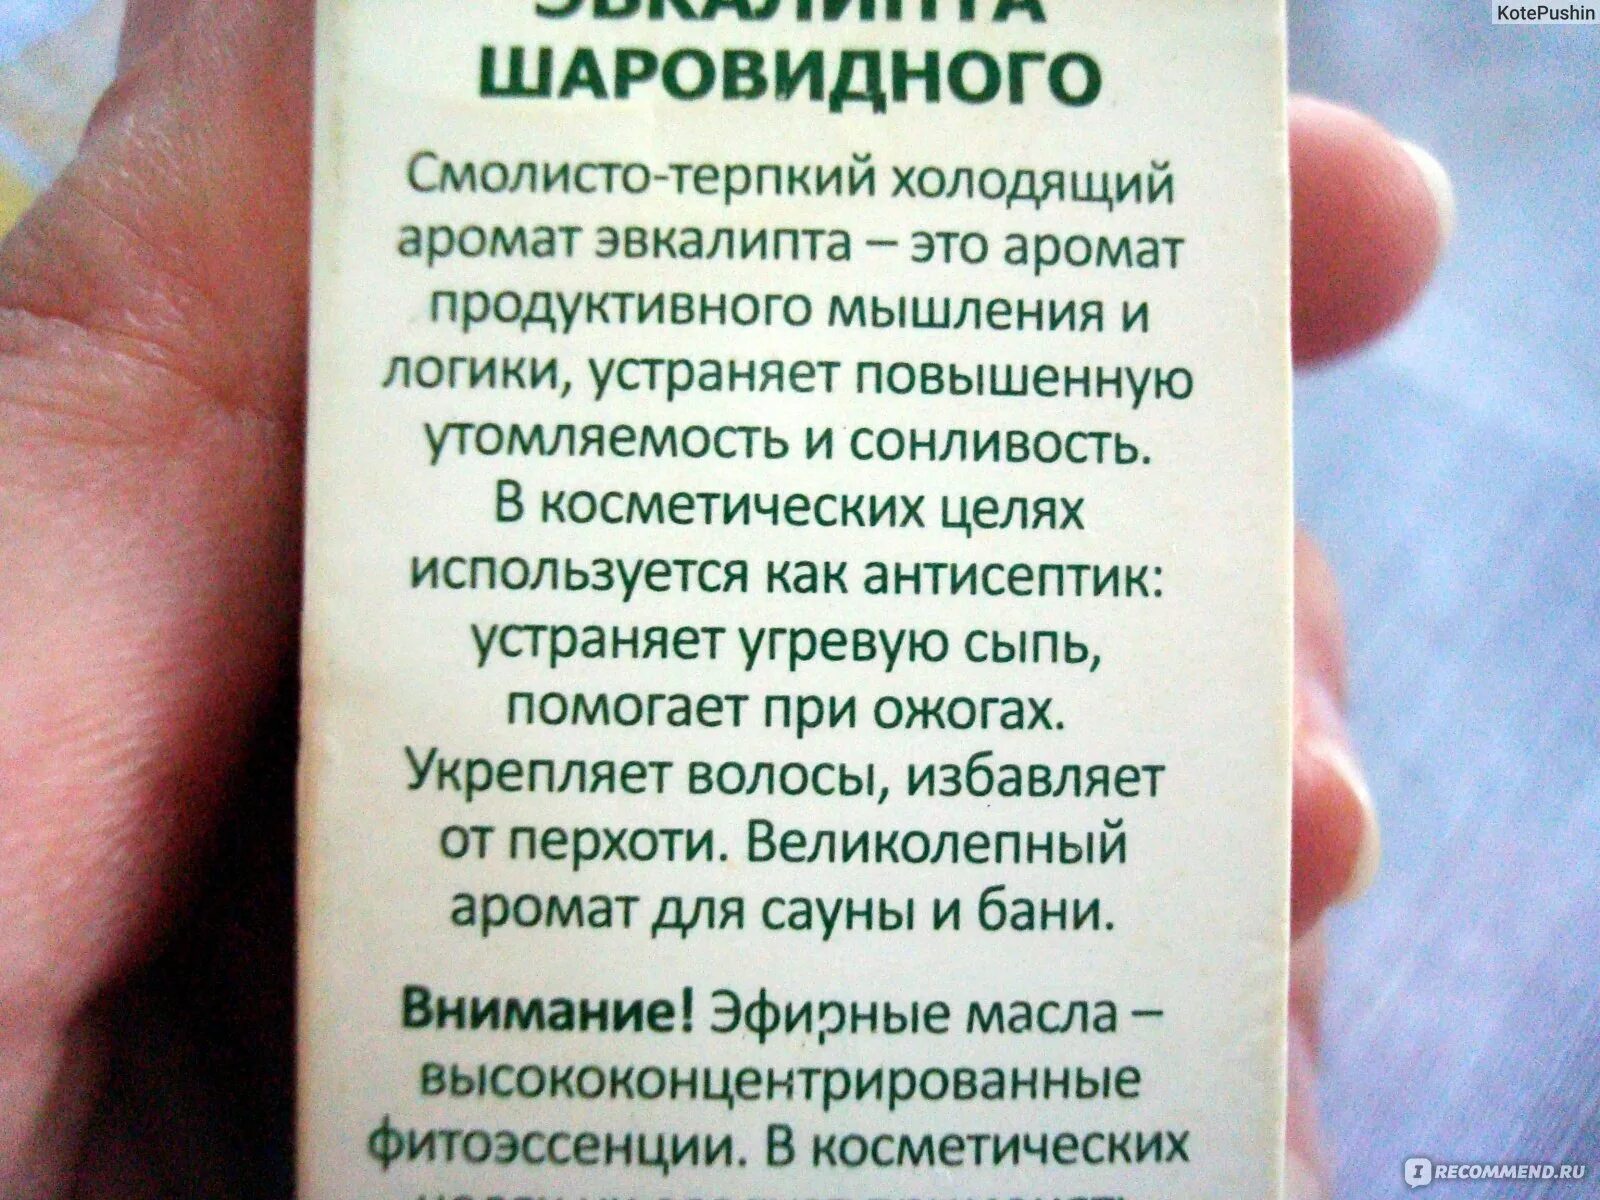 KotePushin
ЭВКАЛИПТА
ШАРОВИДНОГО
Смолисто-терпкий холодящий
аромат эвкалипта – это аромат
продуктивного мышления и
логики, устраняет повышенную
утомляемость и сонливость.
В косметических целях
используется как антисептик:
устраняет угревую сыпь,
помогает при ожогах.
Укрепляет волосы, избавляет
от перхоти. Великолепный
аромат для сауны и бани.
Внимание! Эфирные масла –
высококонцентрированные
фитоэссенции. В косметических
IRECOMMEND.RU